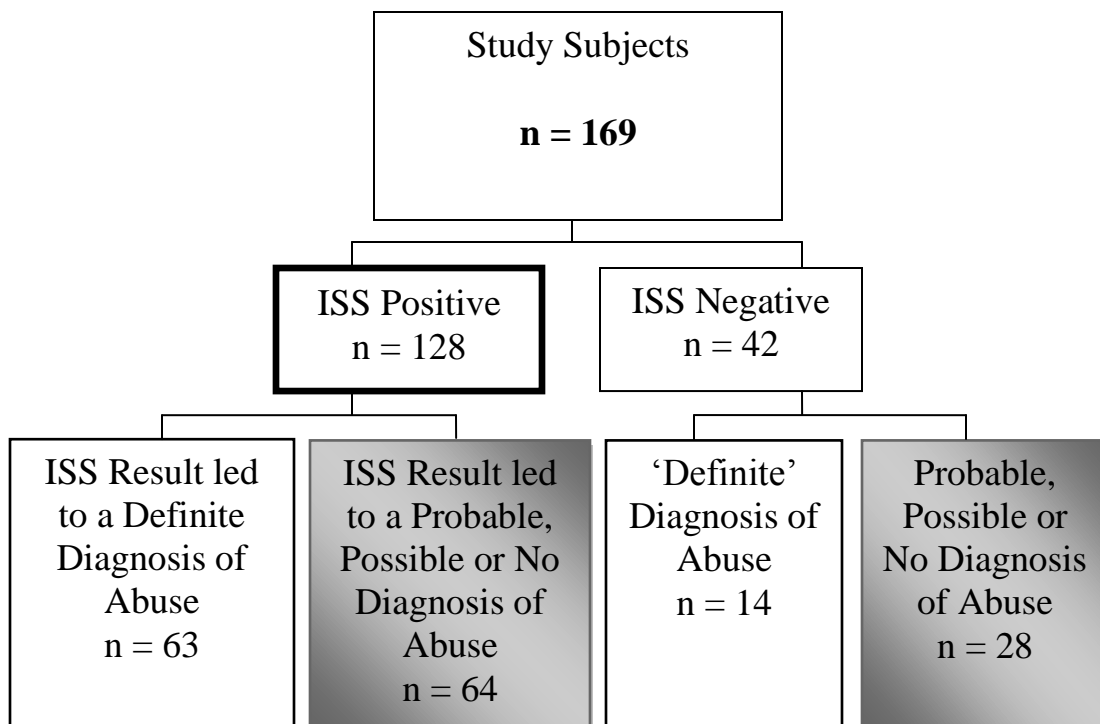 Study Subjects
n = 169
ISS Positive
n = 128
ISS Negative
n = 42
ISS Result led
to a Definite
Diagnosis of
Abuse
n = 63
ISS Result led
to a Probable,
Possible or No
Diagnosis of
Abuse
n = 64
‘Definite’
Diagnosis of
Abuse
n = 14
Probable,
Possible or
No Diagnosis
of Abuse
n = 28